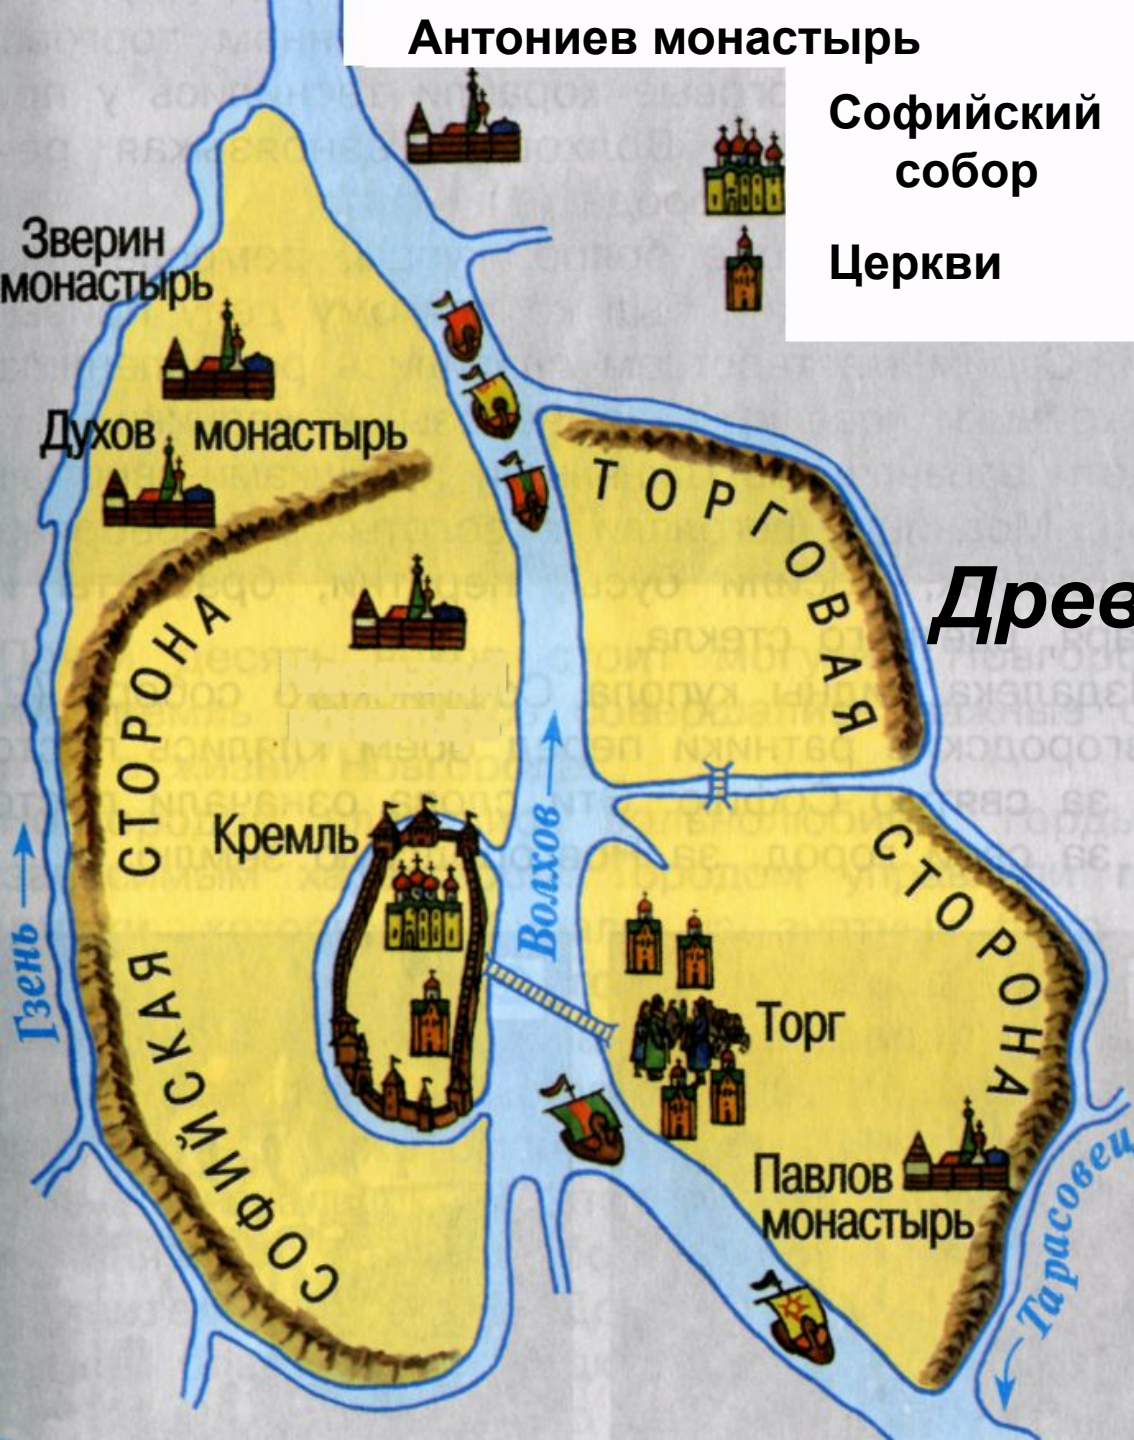 Антониев монастырь
Софийский
собор
Церкви
Зверин
монастырь
Духов монастырь
ТОРГОВАЯ
СТОРОНА
Древ
СОФИЙСКАЯ СТОРОНА
Кремль
Волхов
Гзень
Торг
Павлов
монастырь
Тарасовец